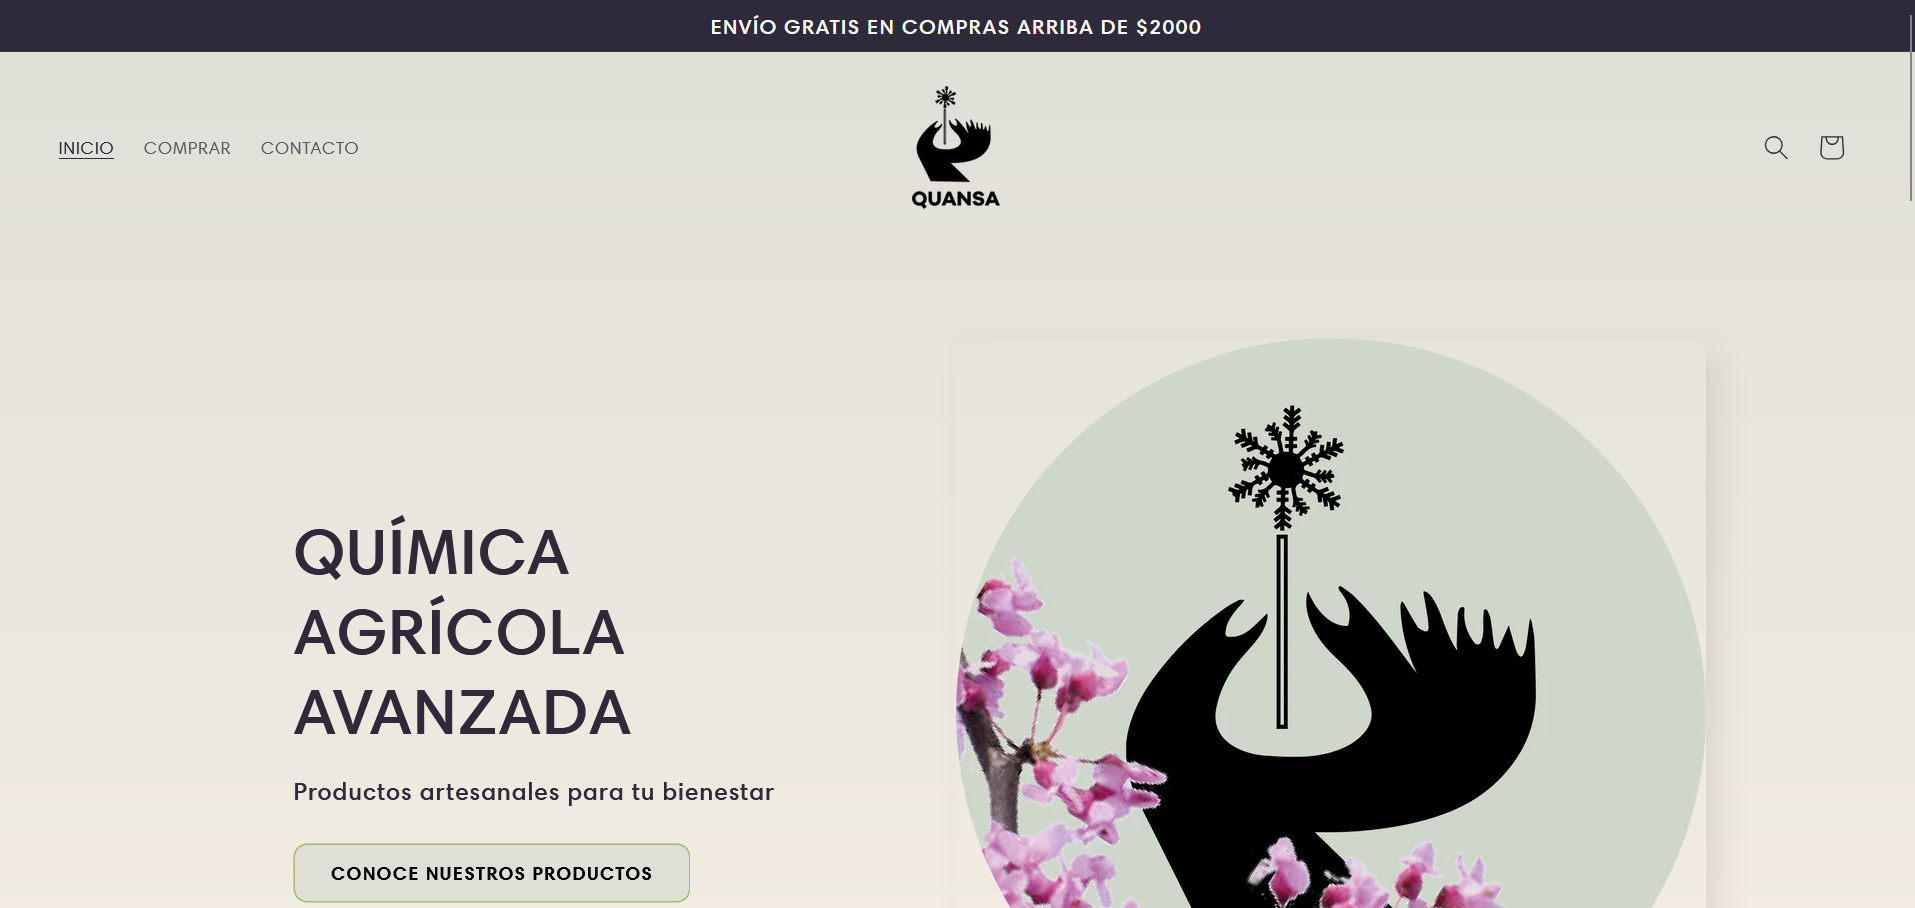 ENVÍO GRATIS EN COMPRAS ARRIBA DE $2000
INICIO COMPRAR CONTACTO
QUANSA
QUÍMICA
AGRÍCOLA
AVANZADA
Productos artesanales para tu bienestar
CONOCE NUESTROS PRODUCTOS